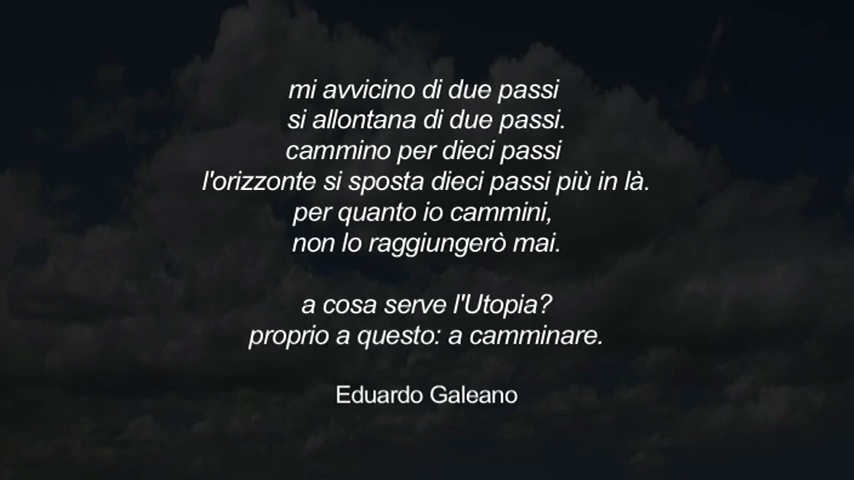 mi avvicino di due passi
si allontana di due passi.
cammino per dieci passi
l'orizzonte si sposta dieci passi più in là.
per quanto io cammini,
non lo raggiungerò mai.
a cosa serve l'Utopia?
proprio a questo: a camminare.
Eduardo Galeano